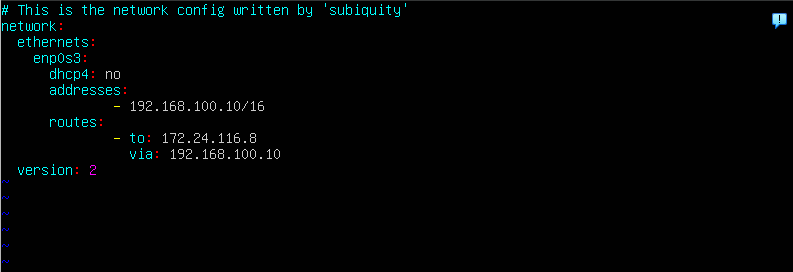 # This is the network config written by 'subiquity'
network:
  ethernets:
    enp0s3:
      dhcp4: no
      addresses:
              - 192.168.100.10/16
      routes:
              - to: 172.24.116.8
                via: 192.168.100.10
  version: 2
~
~
~
~
~
~